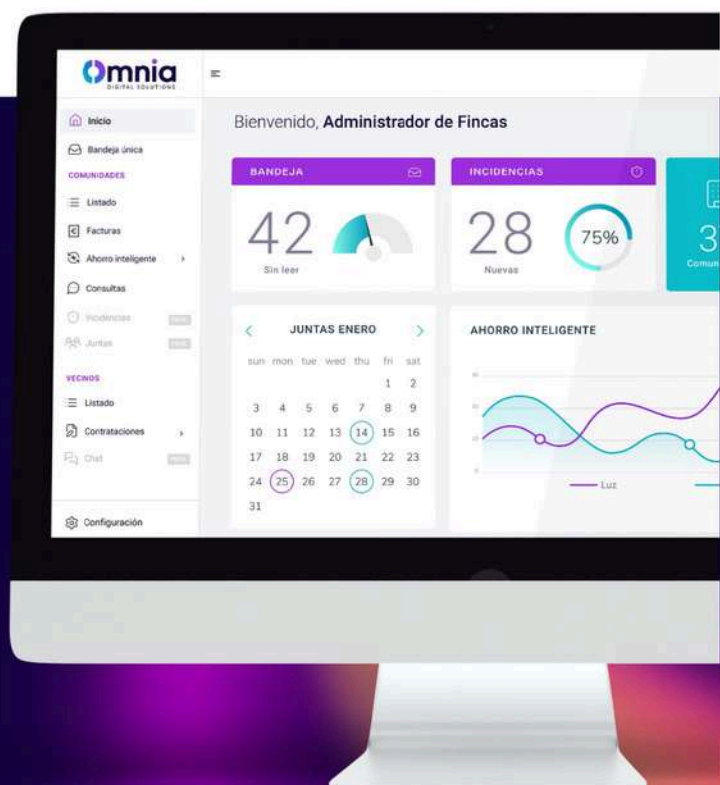 Omnia
DIGITAL SOLUTIONS
Inicio
Bandeja única
COMUNIDADES
Listado
Facturas
Ahorro inteligente
Consultas
Incidencias
Juntas
VECINOS
Listado
Contrataciones
Chat
Configuración
Bienvenido, Administrador de Fincas
BANDEJA
42
Sin leer
INCIDENCIAS
28
Nuevas
75%
3
Comun
JUNTAS ENERO
sun mon tue wed thu fri sat
1 2
3 4 5 6 7 8 9
10 11 12 13 14 15 16
17 18 19 20 21 22 23
24 25 26 27 28 29 30
31
AHORRO INTELIGENTE
Luz